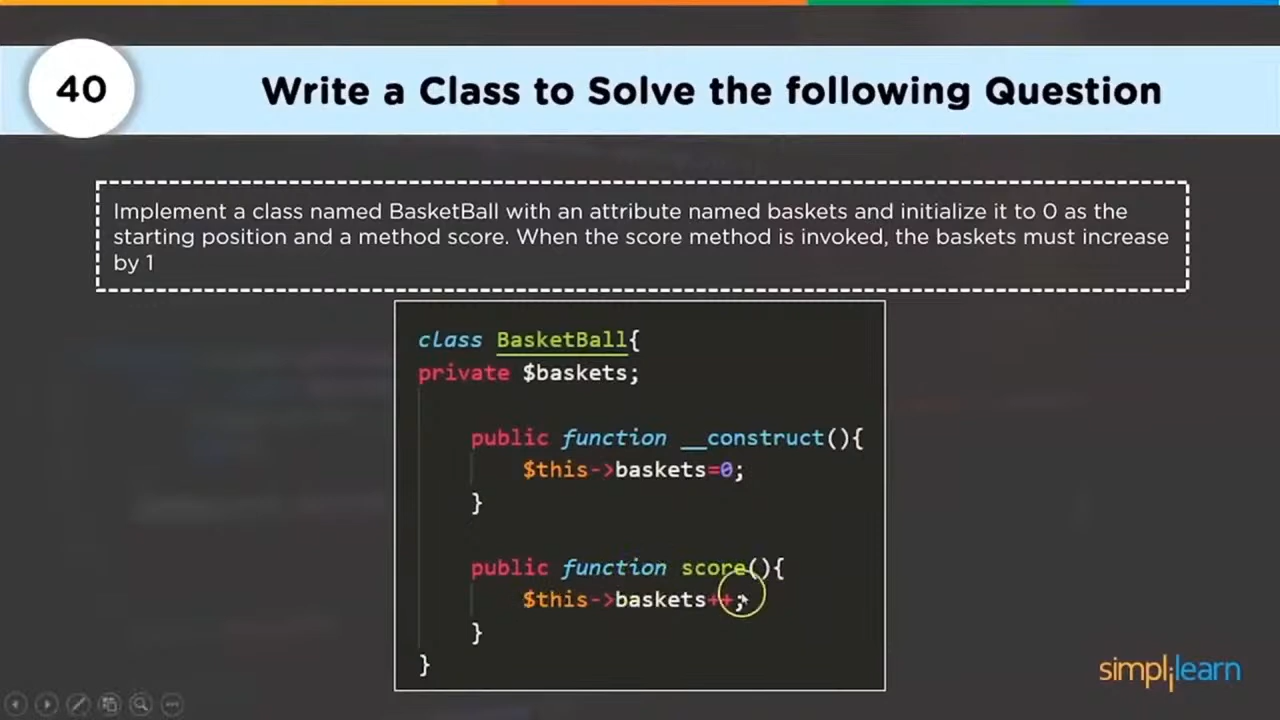 40
Write a Class to Solve the following Question
Implement a class named BasketBall with an attribute named baskets and initialize it to 0 as the
starting position and a method score. When the score method is invoked, the baskets must increase
by 1
class BasketBall{
private $baskets;
public function __construct(){
$this->baskets=0;
}
public function score(){
$this->baskets++;
}
}
simplilearn